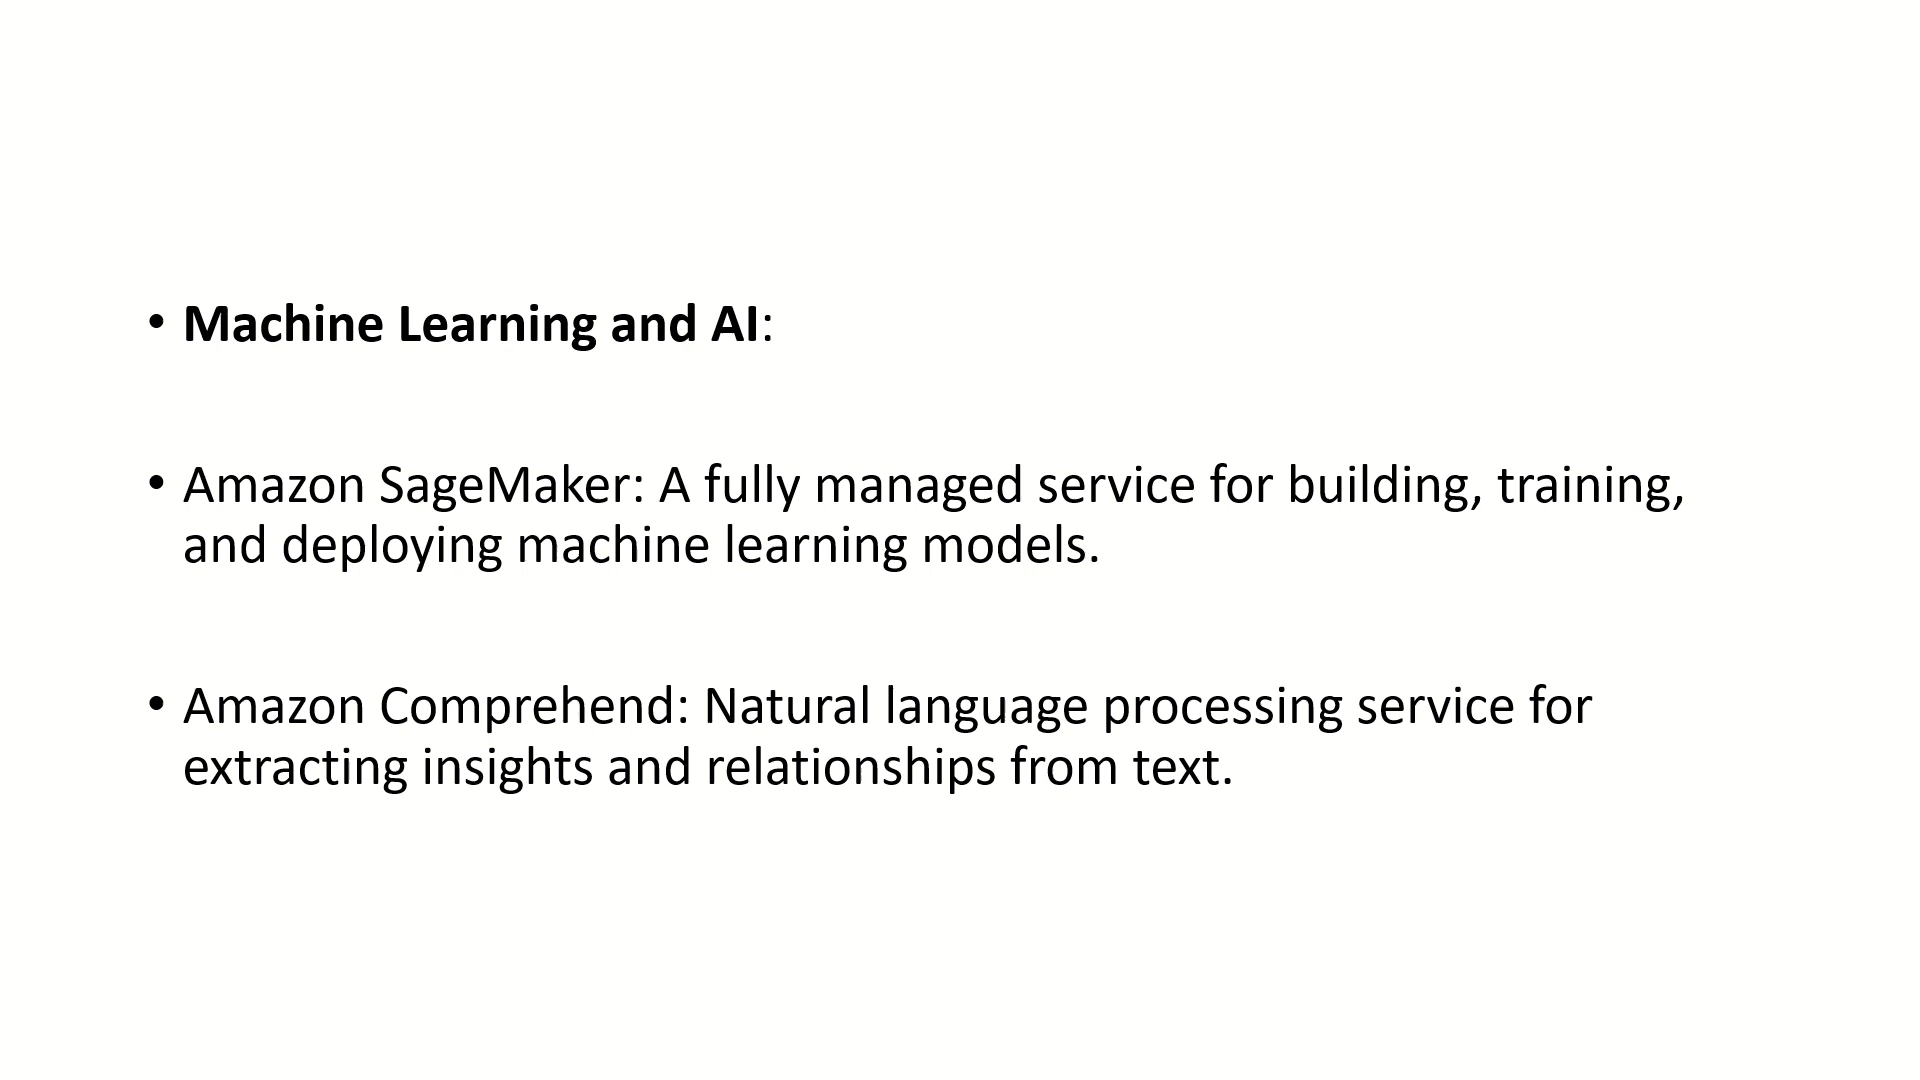 • Machine Learning and AI:
• Amazon SageMaker: A fully managed service for building, training,
and deploying machine learning models.
• Amazon Comprehend: Natural language processing service for
extracting insights and relationships from text.